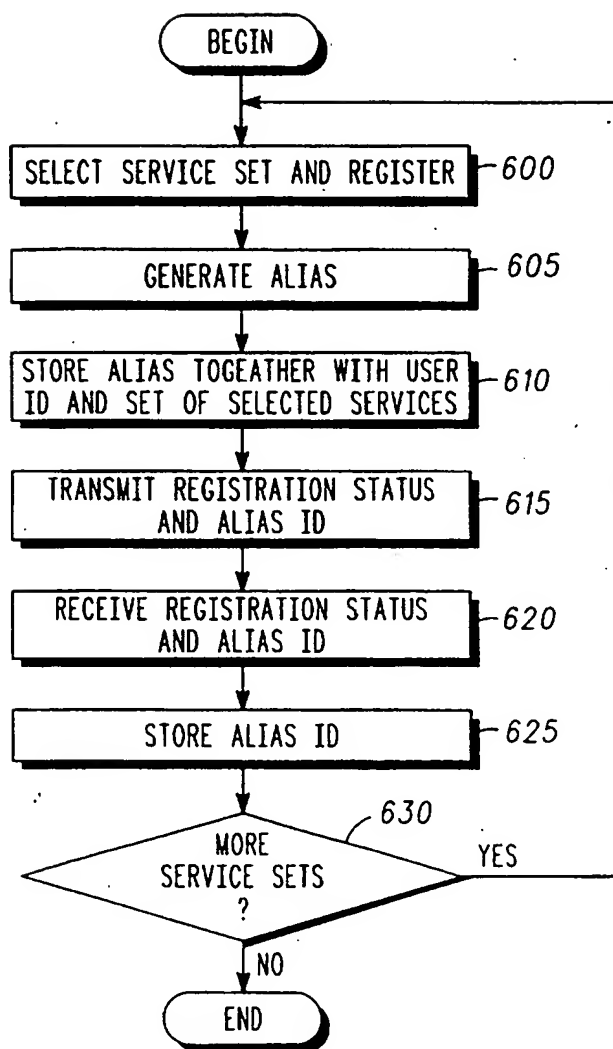 BEGIN
SELECT SERVICE SET AND REGISTER
600
GENERATE ALIAS
605
STORE ALIAS TOGEATHER WITH USER
ID AND SET OF SELECTED SERVICES
610
TRANSMIT REGISTRATION STATUS
AND ALIAS ID
615
RECEIVE REGISTRATION STATUS
AND ALIAS ID
620
STORE ALIAS ID
625
630
MORE
SERVICE SETS
?
YES
NO
END